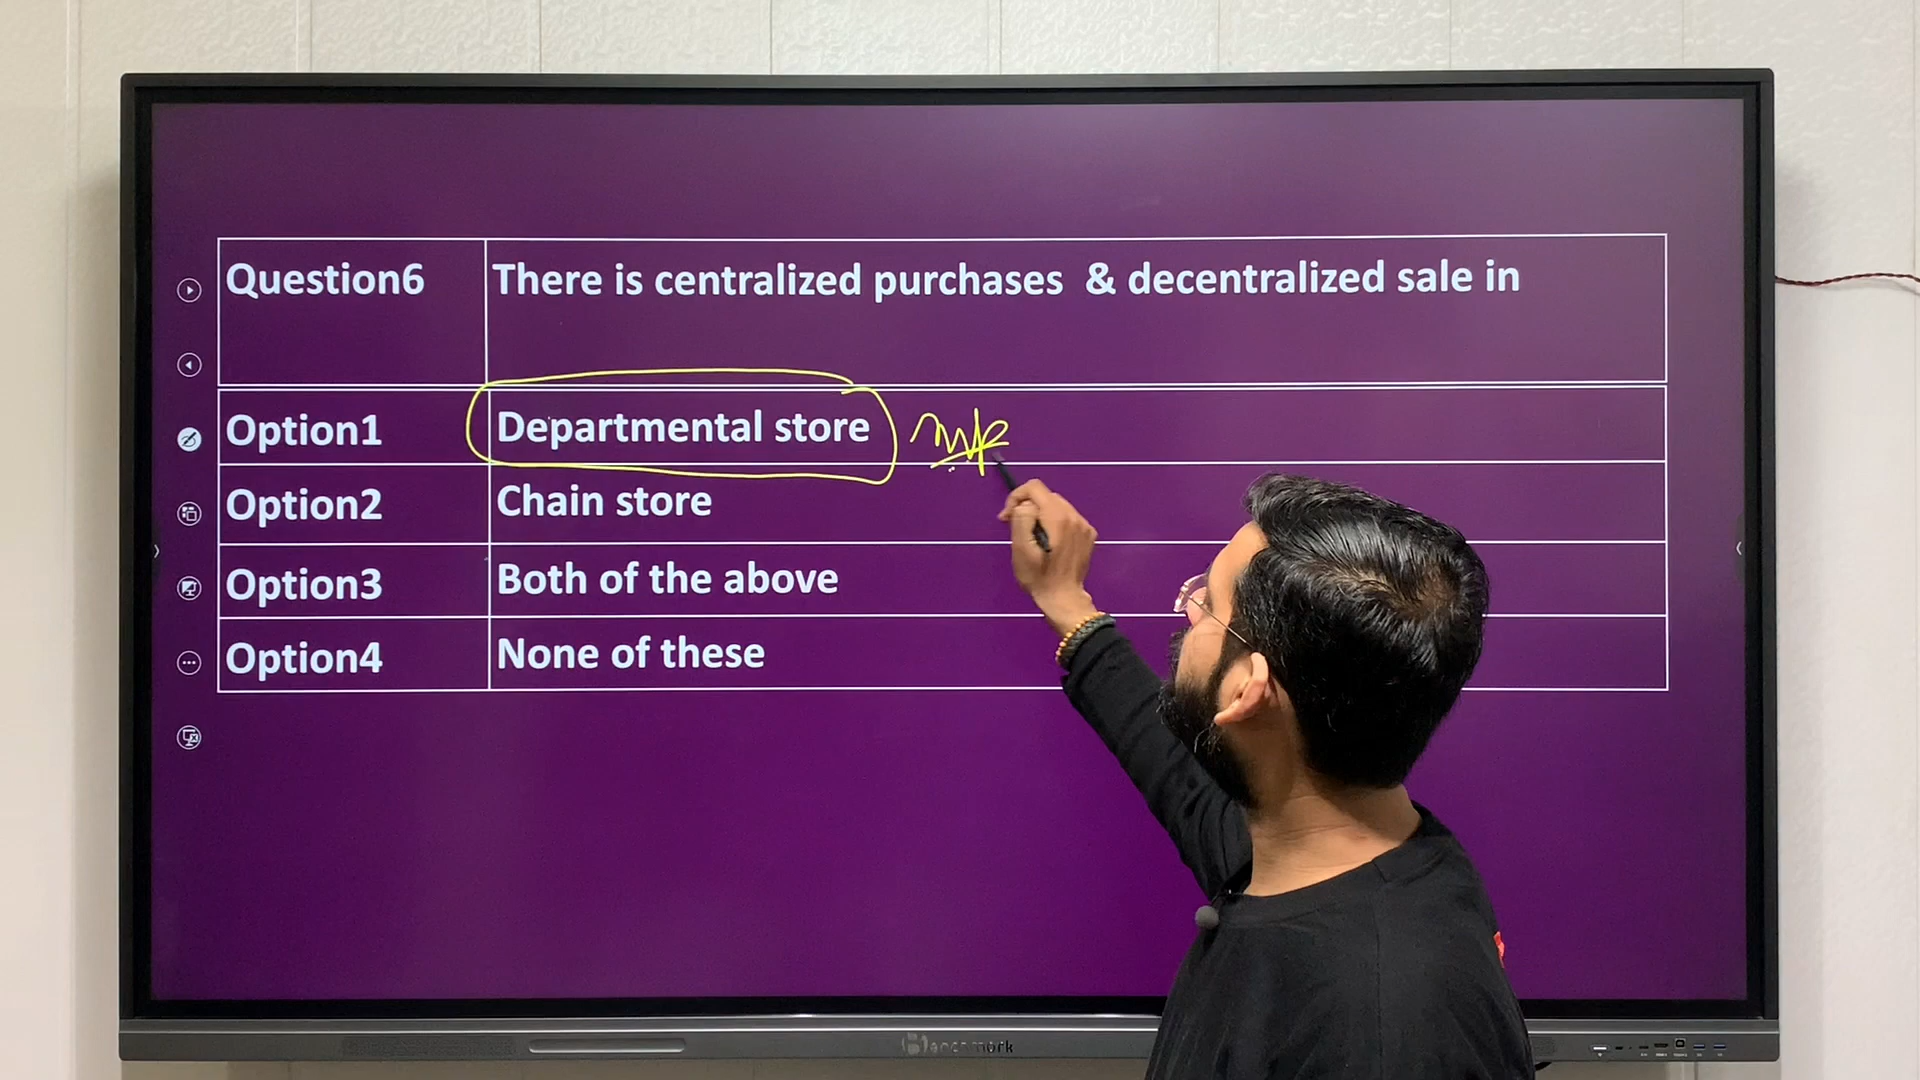 Question6 There is centralized purchases & decentralized sale in
Option1 Departmental store
Option2 Chain store
Option3 Both of the above
Option4 None of these
Benchmark